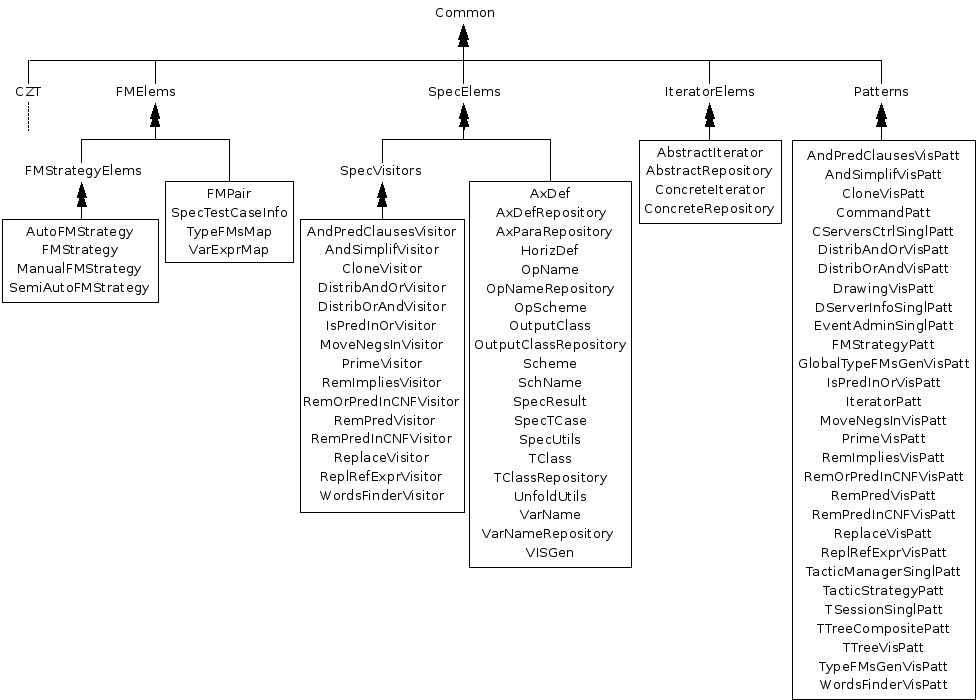 Common
CZT
FMElems
SpecElems
IteratorElems
Patterns
FMStrategyElems
AutoFMStrategy
FMStrategy
ManualFMStrategy
SemiAutoFMStrategy
FMPair
SpecTestCaseInfo
TypeFMsMap
VarExprMap
SpecVisitors
AndPredClausesVisitor
AndSimplifVisitor
CloneVisitor
DistribAndOrVisitor
DistribOrAndVisitor
IsPredInOrVisitor
MoveNegsInVisitor
PrimeVisitor
RemImpliesVisitor
RemOrPredInCNFVisitor
RemPredVisitor
RemPredInCNFVisitor
ReplaceVisitor
ReplRefExprVisitor
WordsFinderVisitor
AxDef
AxDefRepository
AxParaRepository
HorizDef
OpName
OpNameRepository
OpScheme
OutputClass
OutputClassRepository
Scheme
SchName
SpecResult
SpecTCase
SpecUtils
TClass
TClassRepository
UnfoldUtils
VarName
VarNameRepository
VISGen
AbstractIterator
AbstractRepository
ConcreteIterator
ConcreteRepository
AndPredClausesVisPatt
AndSimplifVisPatt
CloneVisPatt
CommandPatt
CServersCtrlSinglPatt
DistribAndOrVisPatt
DistribOrAndVisPatt
DrawingVisPatt
DServerInfoSinglPatt
EventAdminSinglPatt
FMStrategyPatt
GlobalTypeFMsGenVisPatt
IsPredInOrVisPatt
IteratorPatt
MoveNegsInVisPatt
PrimeVisPatt
RemImpliesVisPatt
RemOrPredInCNFVisPatt
RemPredVisPatt
RemPredInCNFVisPatt
ReplaceVisPatt
ReplRefExprVisPatt
TacticManagerSinglPatt
TacticStrategyPatt
TSessionSinglPatt
TTreeCompositePatt
TTreeVisPatt
TypeFMsGenVisPatt
WordsFinderVisPatt